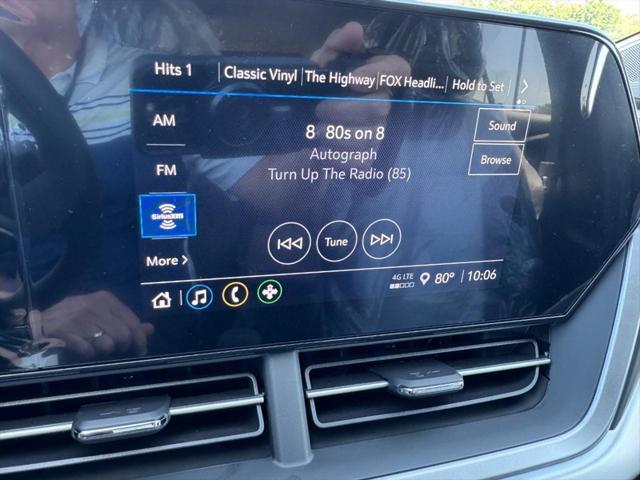 Hits 1 Classic Vinyl The Highway FOX Headli... Hold to Set
AM
8 80s on 8
Sound
Autograph
FM
Turn Up The Radio (85)
Browse
SiriusXM
Tune
More
4G LTE 80° 10:06